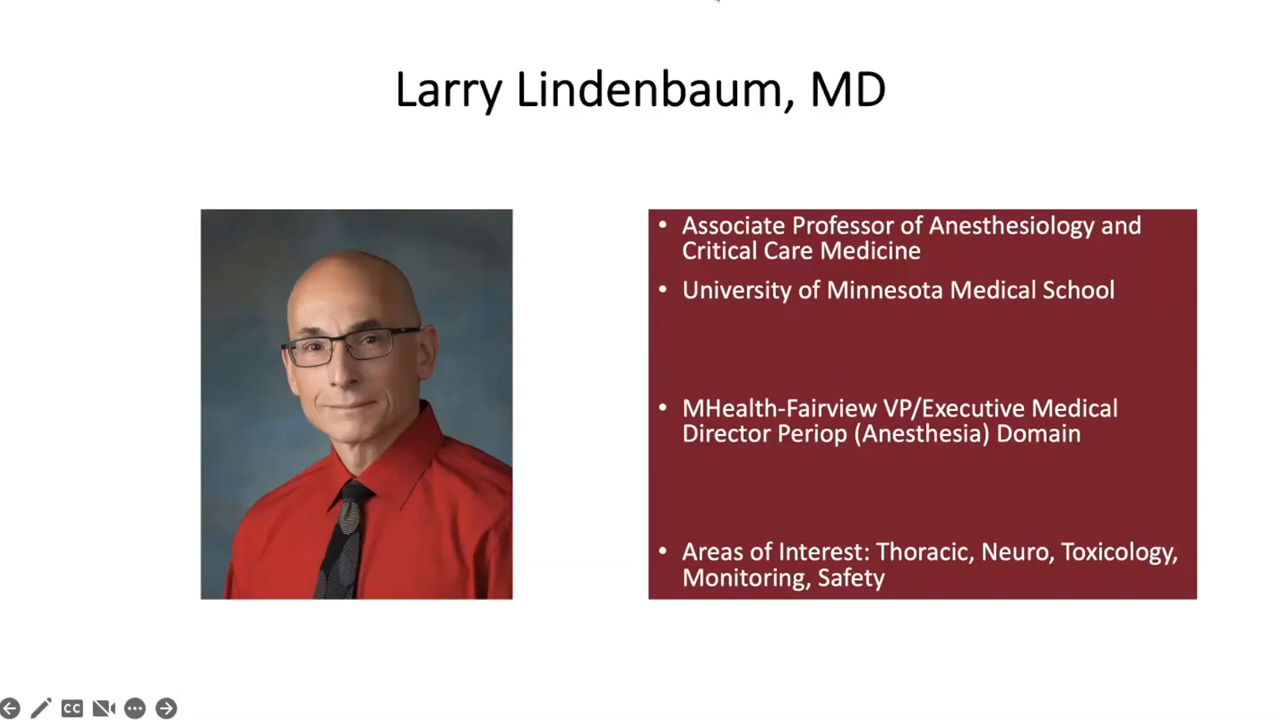 Larry Lindenbaum, MD
• Associate Professor of Anesthesiology and
Critical Care Medicine
• University of Minnesota Medical School
• MHealth-Fairview VP/Executive Medical
Director Periop (Anesthesia) Domain
• Areas of Interest: Thoracic, Neuro, Toxicology,
Monitoring, Safety
CC